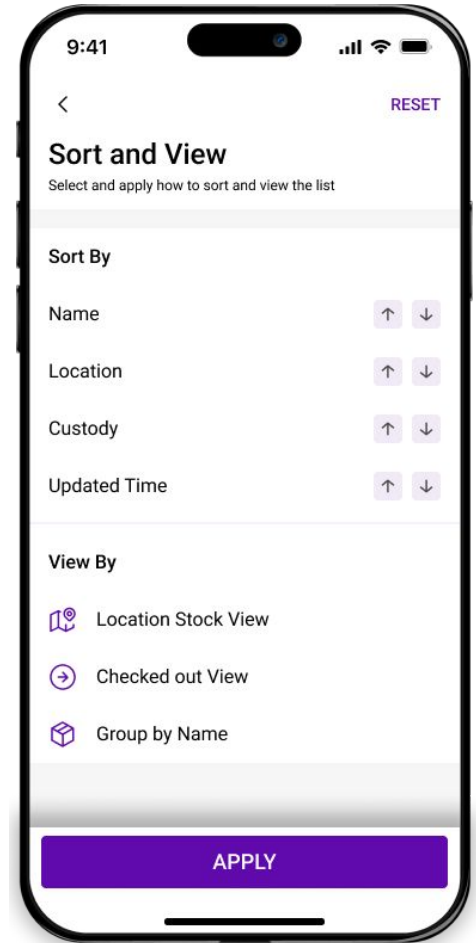 9:41
RESET
Sort and View
Select and apply how to sort and view the list
Sort By
Name
Location
Custody
Updated Time
View By
Location Stock View
Checked out View
Group by Name
APPLY